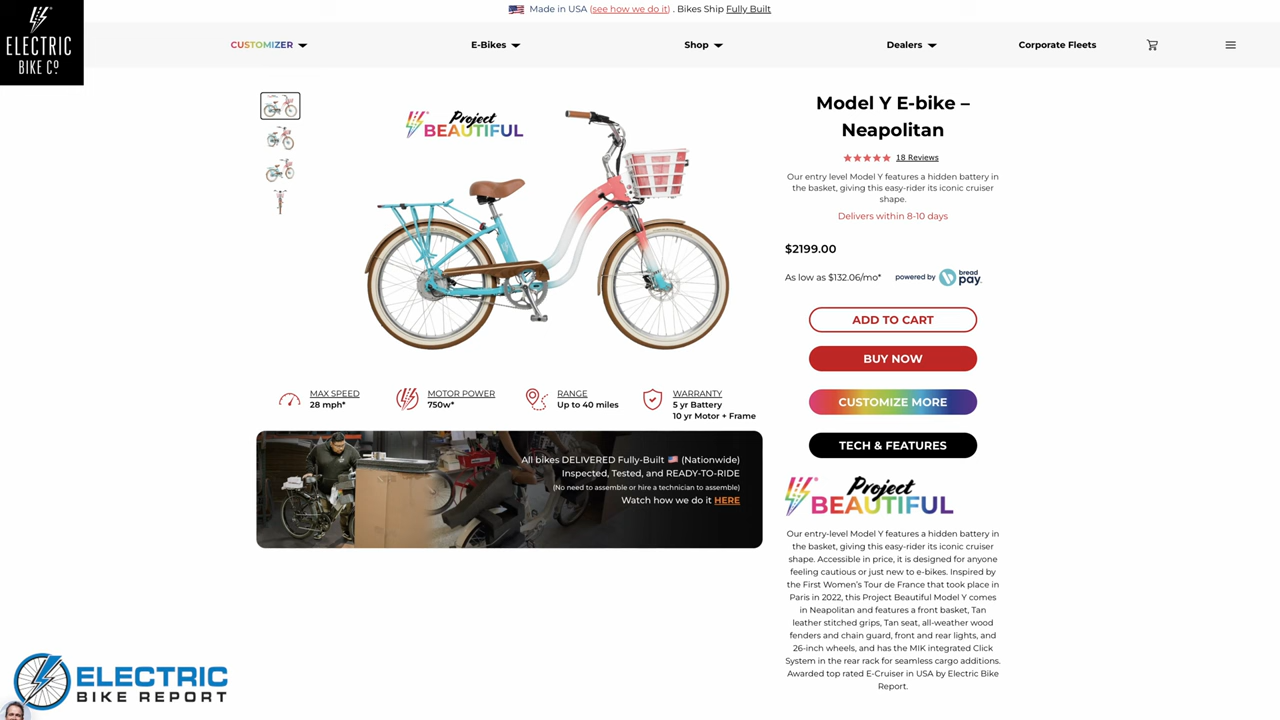 Made in USA (see how we do it) . Bikes Ship Fully Built
ELECTRIC
BIKE CO
CUSTOMIZER
E-Bikes
Shop
Dealers
Corporate Fleets
Project
BEAUTIFUL
Model Y E-bike –
Neapolitan
18 Reviews
Our entry level Model Y features a hidden battery in
the basket, giving this easy-rider its iconic cruiser
shape.
Delivers within 8-10 days
$2199.00
As low as $132.06/mo* powered by bread
pay.
ADD TO CART
BUY NOW
CUSTOMIZE MORE
TECH & FEATURES
MAX SPEED
28 mph*
MOTOR POWER
750w*
RANGE
Up to 40 miles
WARRANTY
5 yr Battery
10 yr Motor + Frame
All bikes DELIVERED Fully-Built (Nationwide)
Inspected, Tested, and READY-TO-RIDE
(No need to assemble or hire a technician to assemble)
Watch how we do it HERE
Project
BEAUTIFUL
Our entry-level Model Y features a hidden battery in
the basket, giving this easy-rider its iconic cruiser
shape. Accessible in price, it is designed for anyone
feeling cautious or just new to e-bikes. Inspired by
the First Women's Tour de France that took place in
Paris in 2022, this Project Beautiful Model Y comes
in Neapolitan and features a front basket, Tan
leather stitched grips, Tan seat, all-weather wood
fenders and chain guard, front and rear lights, and
26-inch wheels, and has the MIK integrated Click
System in the rear rack for seamless cargo additions.
Awarded top rated E-Cruiser in USA by Electric Bike
Report.
ELECTRIC
BIKE REPORT